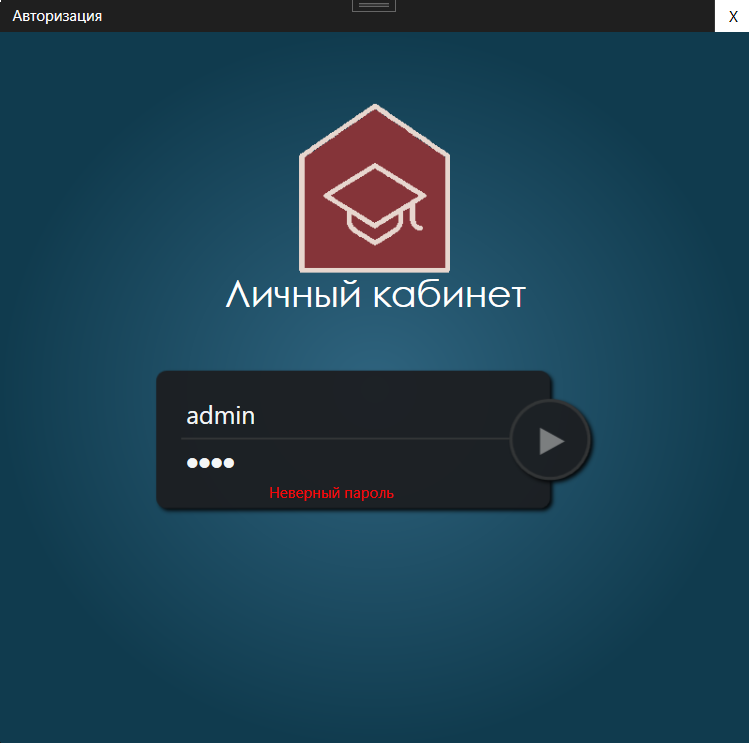 Авторизация
X
Личный кабинет
admin
●●●●
Неверный пароль